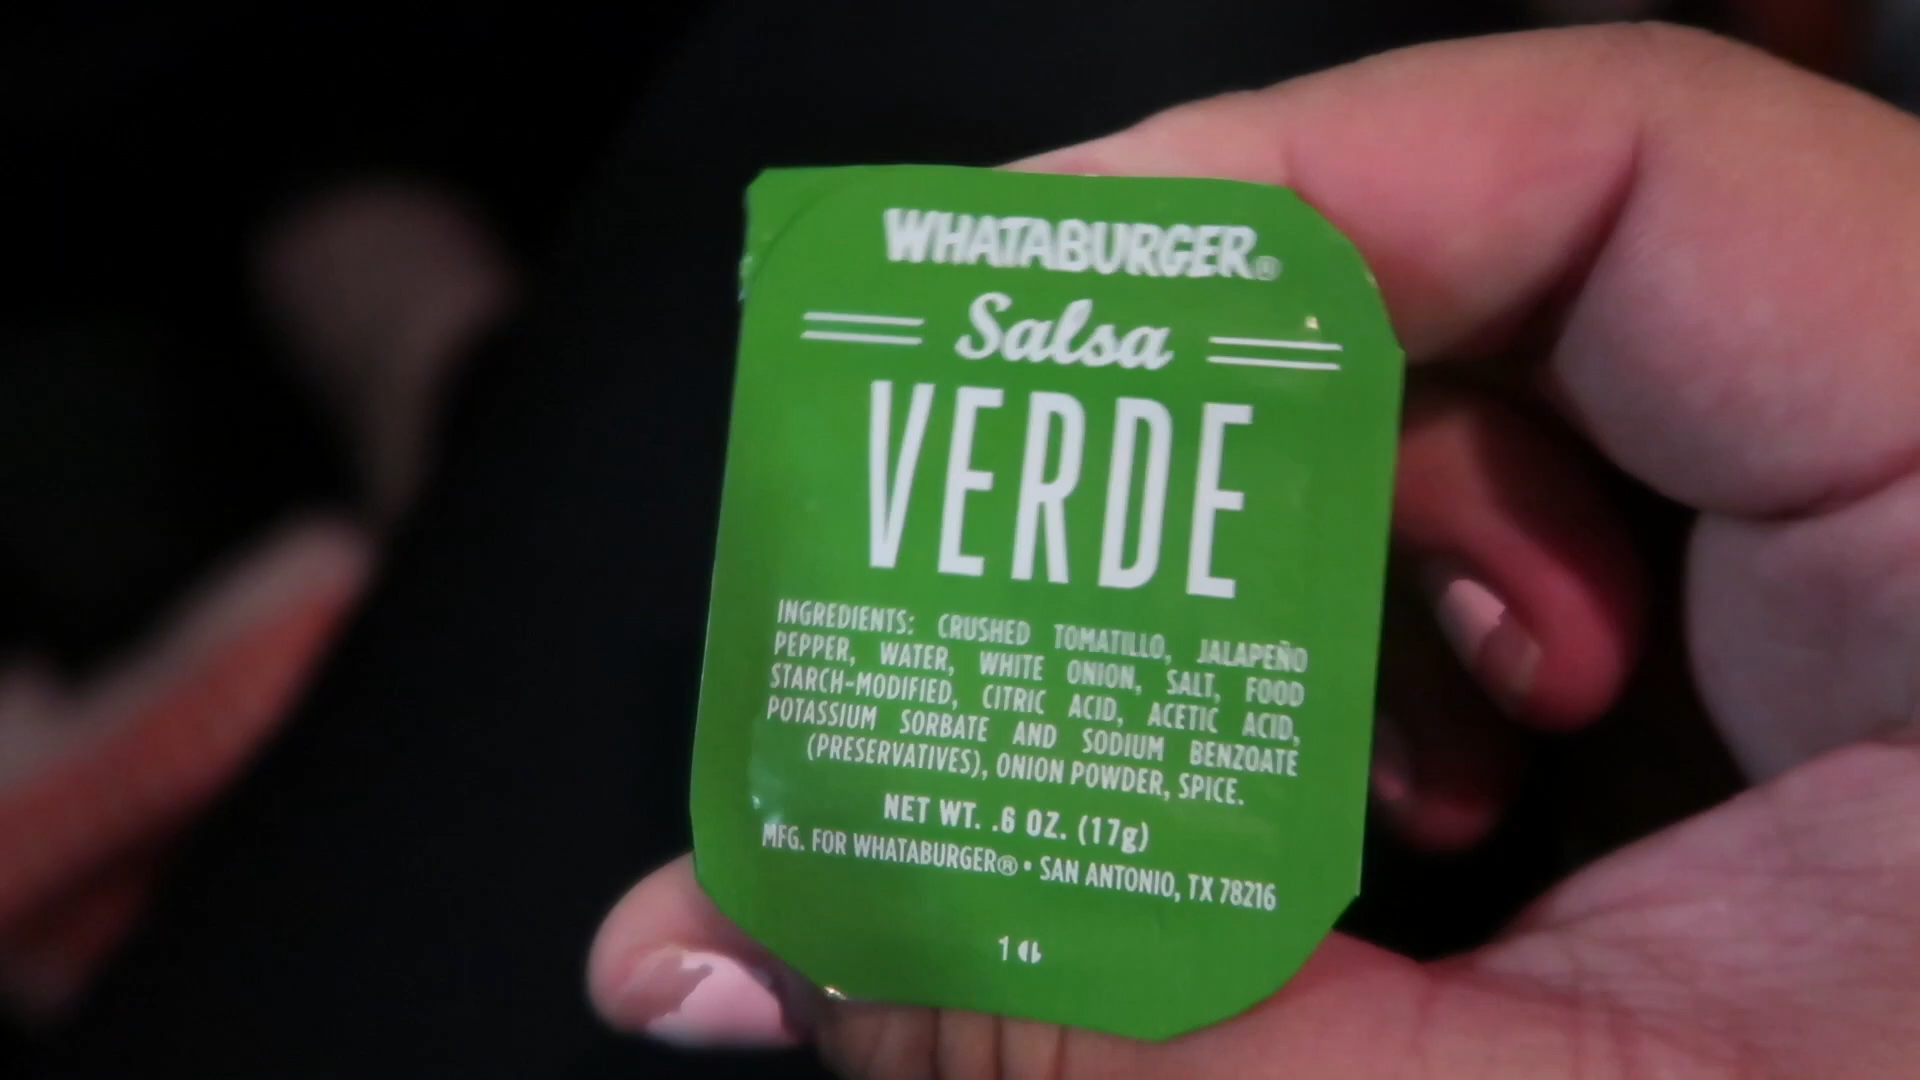 WHATABURGER®
Salsa
VERDE
INGREDIENTS: CRUSHED TOMATILLO, JALAPEÑO
PEPPER, WATER, WHITE ONION, SALT, FOOD
STARCH-MODIFIED, CITRIC ACID, ACETIC ACID,
POTASSIUM SORBATE AND SODIUM BENZOATE
(PRESERVATIVES), ONION POWDER, SPICE.
NET WT. .6 OZ. (17g)
MFG. FOR WHATABURGER® • SAN ANTONIO, TX 78216
1